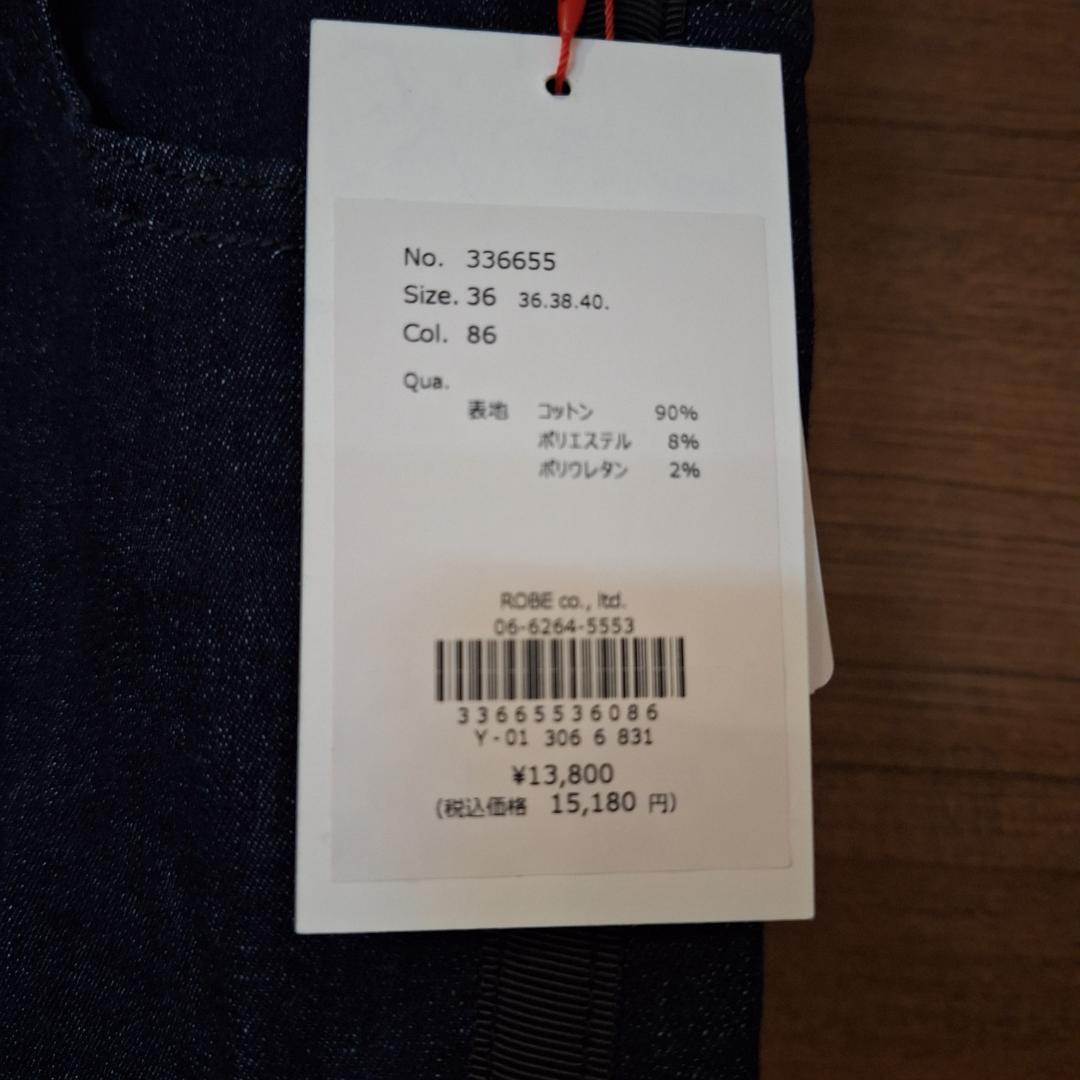 No. 336655
Size. 36 36.38.40.
Col. 86
Qua.
表地 コットン 90%
ポリエステル 8%
ポリウレタン 2%
ROBE co., ltd.
06-6264-5553
33665536086
Y-01 306 6 831
¥13,800
(税込価格 15,180 円)